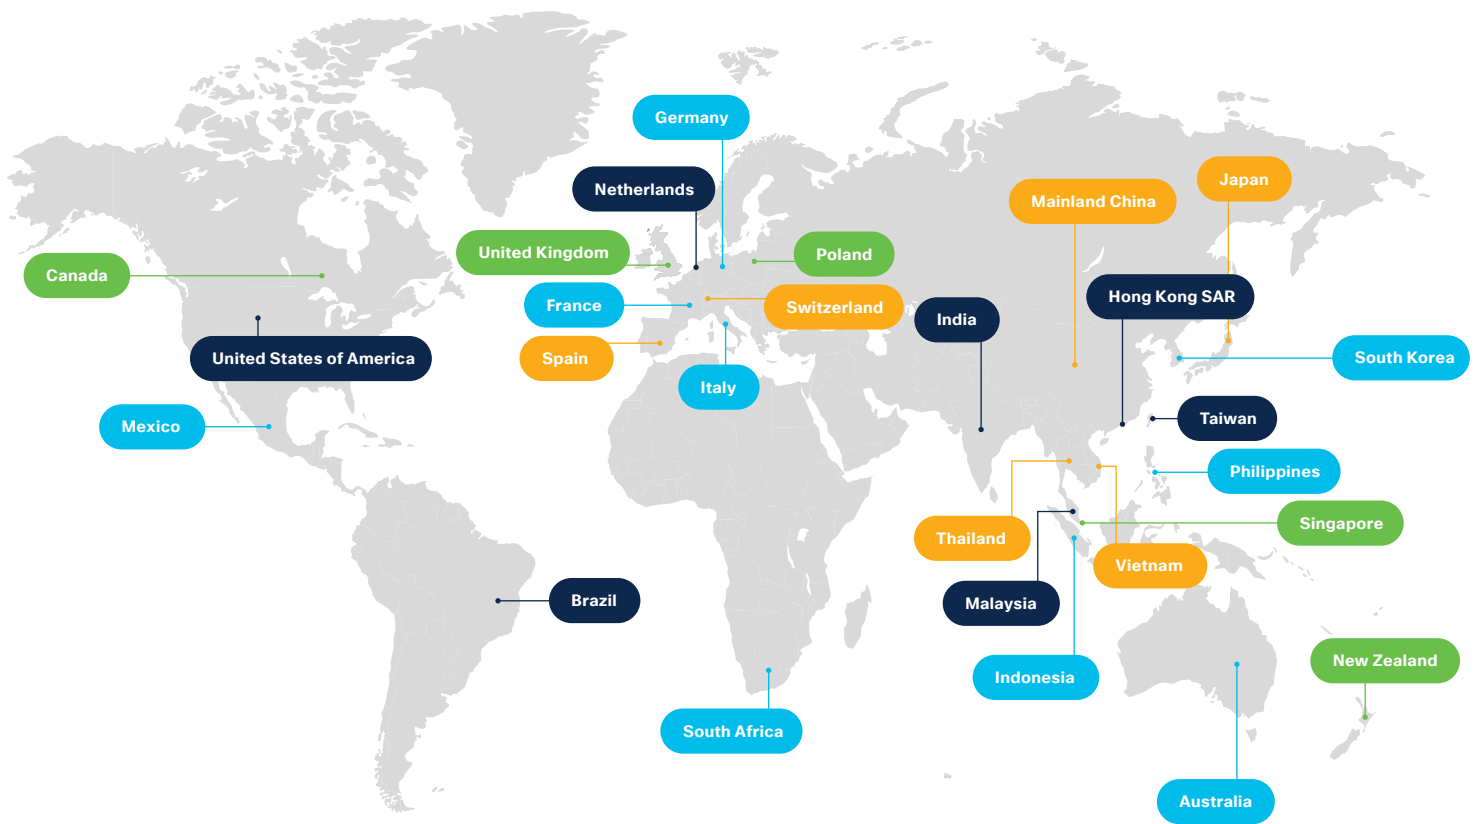 Germany
Netherlands
Japan
Mainland China
United Kingdom
Poland
Canada
Hong Kong SAR
France
Switzerland
India
United States of America
Spain
South Korea
Italy
Mexico
Taiwan
Philippines
Singapore
Thailand
Vietnam
Brazil
Malaysia
New Zealand
Indonesia
South Africa
Australia